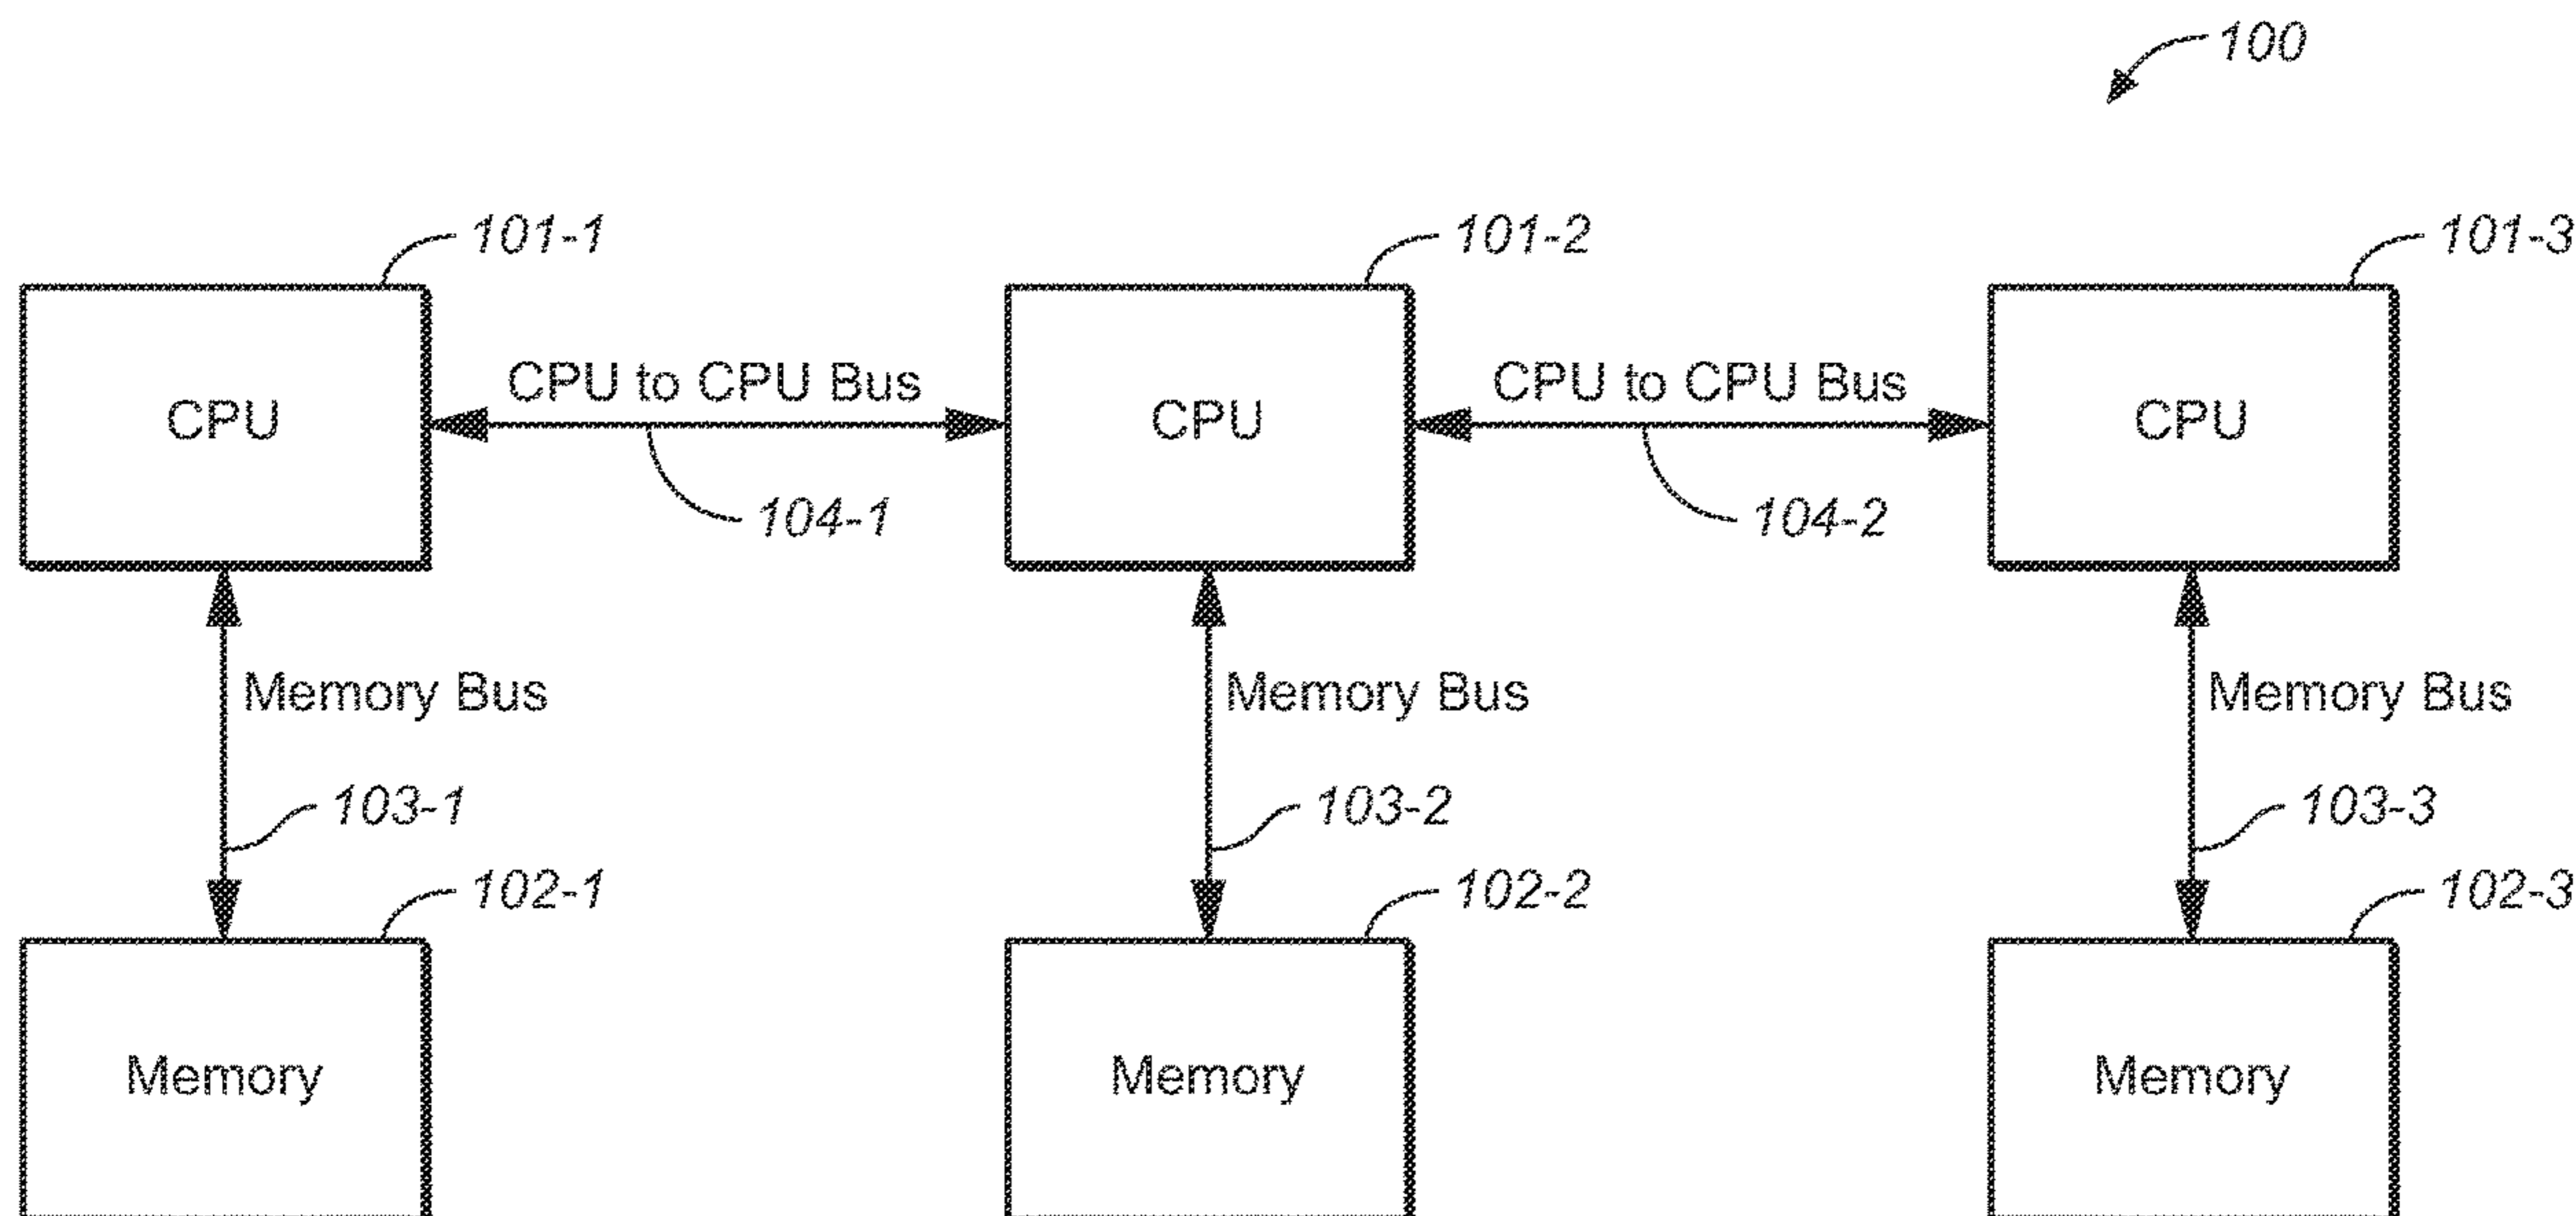 100
101-1
101-2
101-3
CPU
CPU to CPU Bus
CPU
CPU to CPU Bus
CPU
104-1
104-2
Memory Bus
Memory Bus
Memory Bus
103-1
103-2
103-3
102-1
102-2
102-3
Memory
Memory
Memory